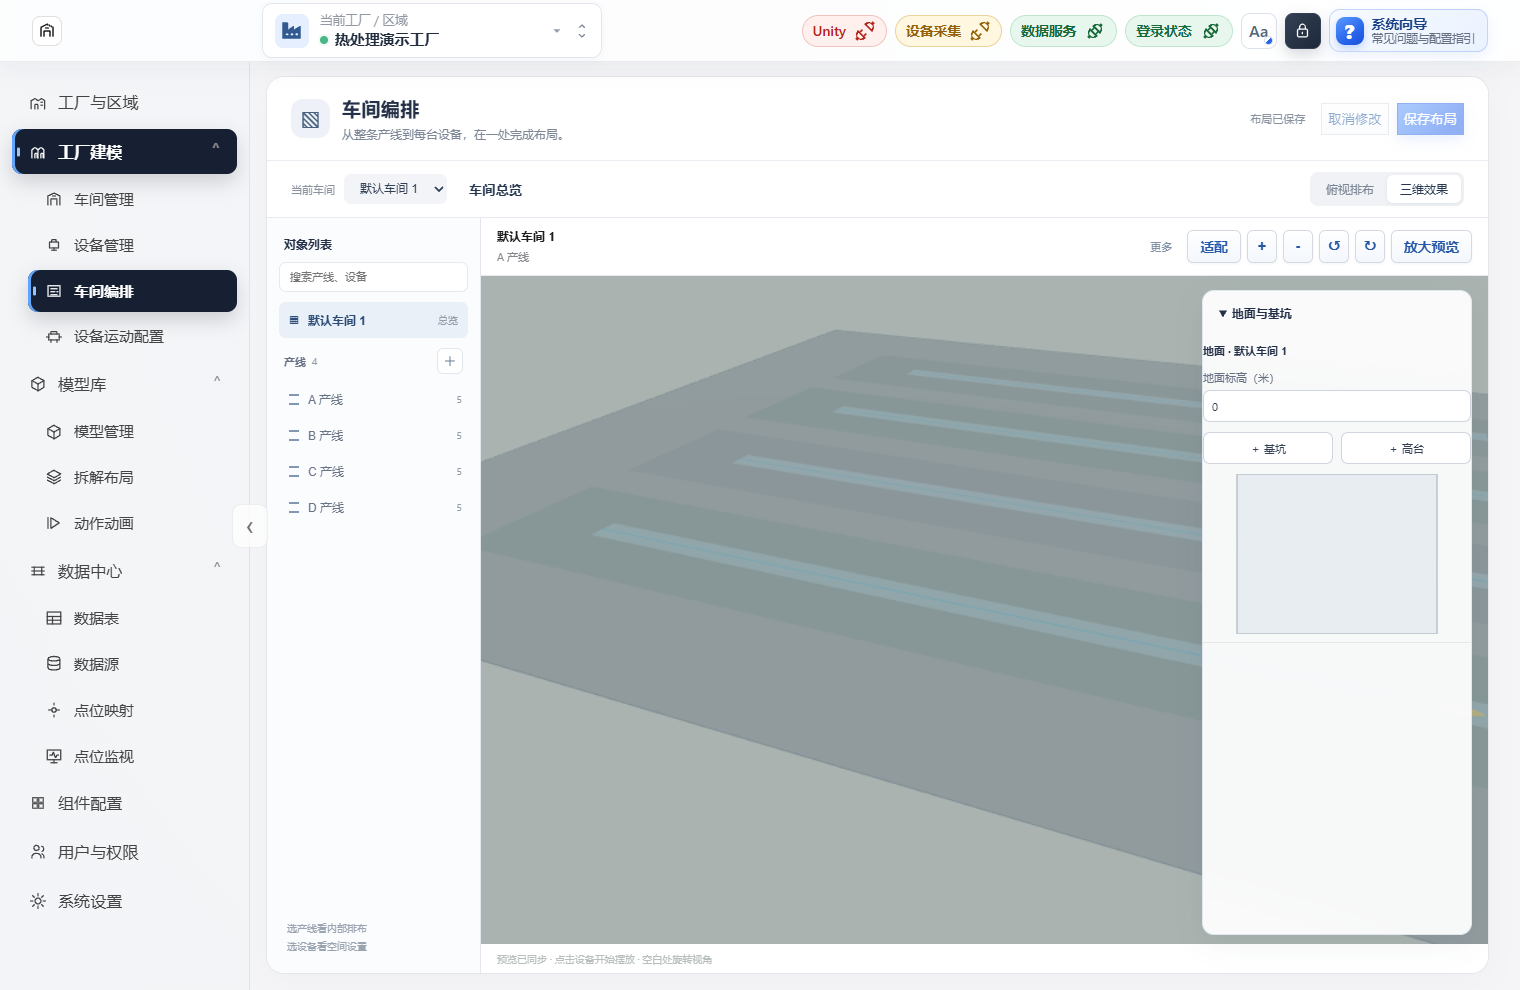 当前工厂 / 区域
热处理演示工厂
Unity
设备采集
数据服务
登录状态
Aa
?
系统向导
常见问题与配置指引
工厂与区域
工厂建模
车间管理
设备管理
车间编排
设备运动配置
模型库
模型管理
拆解布局
动作动画
数据中心
数据表
数据源
点位映射
点位监视
组件配置
用户与权限
系统设置
车间编排
从整条产线到每台设备，在一处完成布局。
布局已保存
取消修改
保存布局
当前车间
默认车间 1
车间总览
俯视排布
三维效果
对象列表
搜索产线、设备
默认车间 1
总览
产线 4
+
A 产线 5
B 产线 5
C 产线 5
D 产线 5
选产线看内部排布
选设备看空间设置
默认车间 1
A 产线
更多
适配
+
-
↺
↻
放大预览
▼ 地面与基坑
地面 · 默认车间 1
地面标高（米）
0
+ 基坑
+ 高台
预览已同步 · 点击设备开始摆放 · 空白处旋转视角